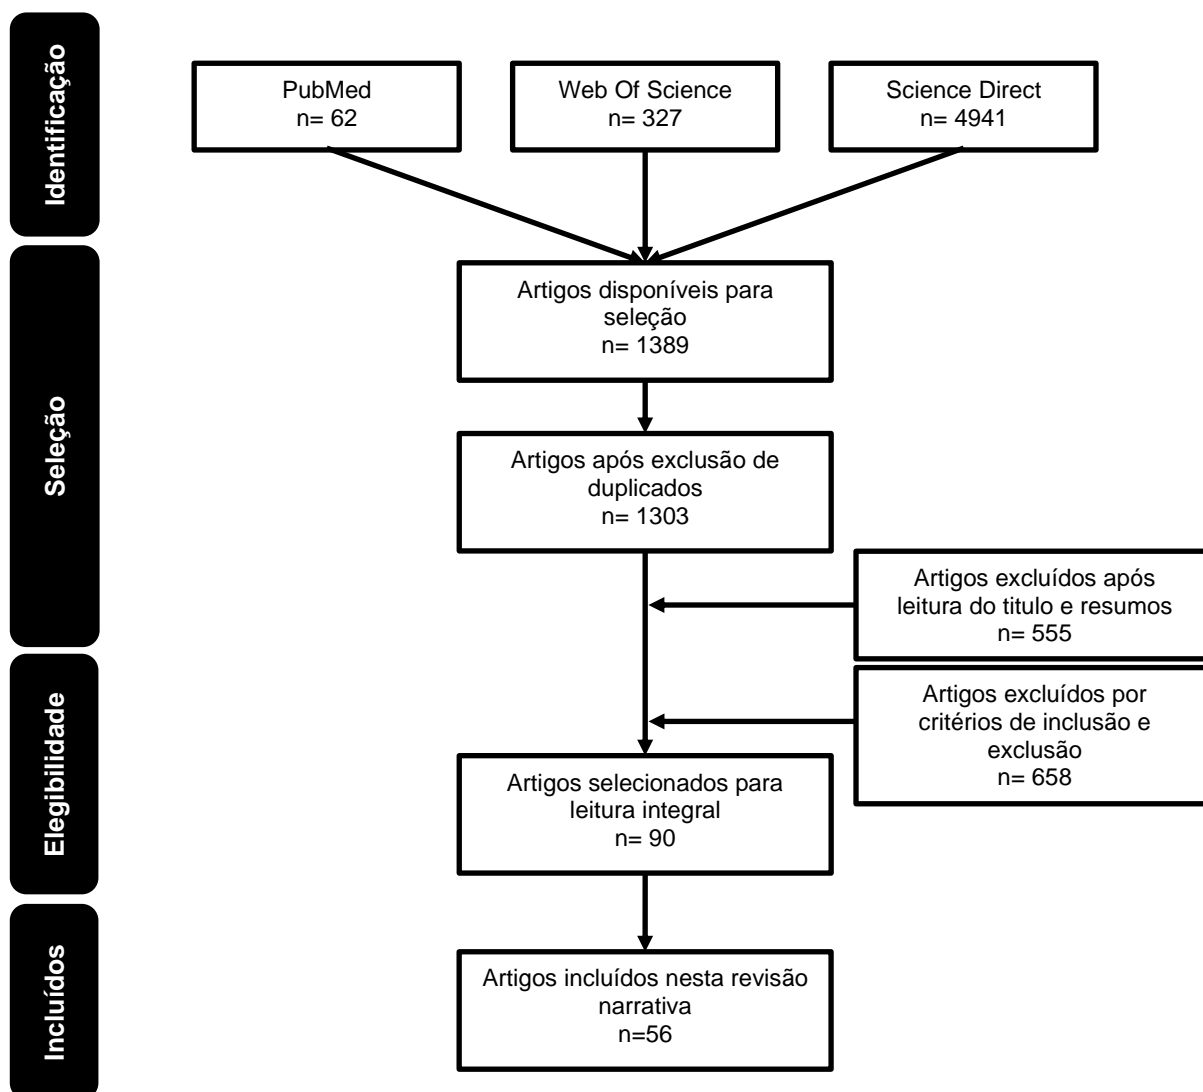 Identificação
PubMed
n= 62
Web Of Science
n= 327
Science Direct
n= 4941
Seleção
Artigos disponíveis para
seleção
n= 1389
Artigos após exclusão de
duplicados
n= 1303
Artigos excluídos após
leitura do titulo e resumos
n= 555
Elegibilidade
Artigos excluídos por
critérios de inclusão e
exclusão
n= 658
Artigos selecionados para
leitura integral
n= 90
Incluídos
Artigos incluídos nesta revisão
narrativa
n=56